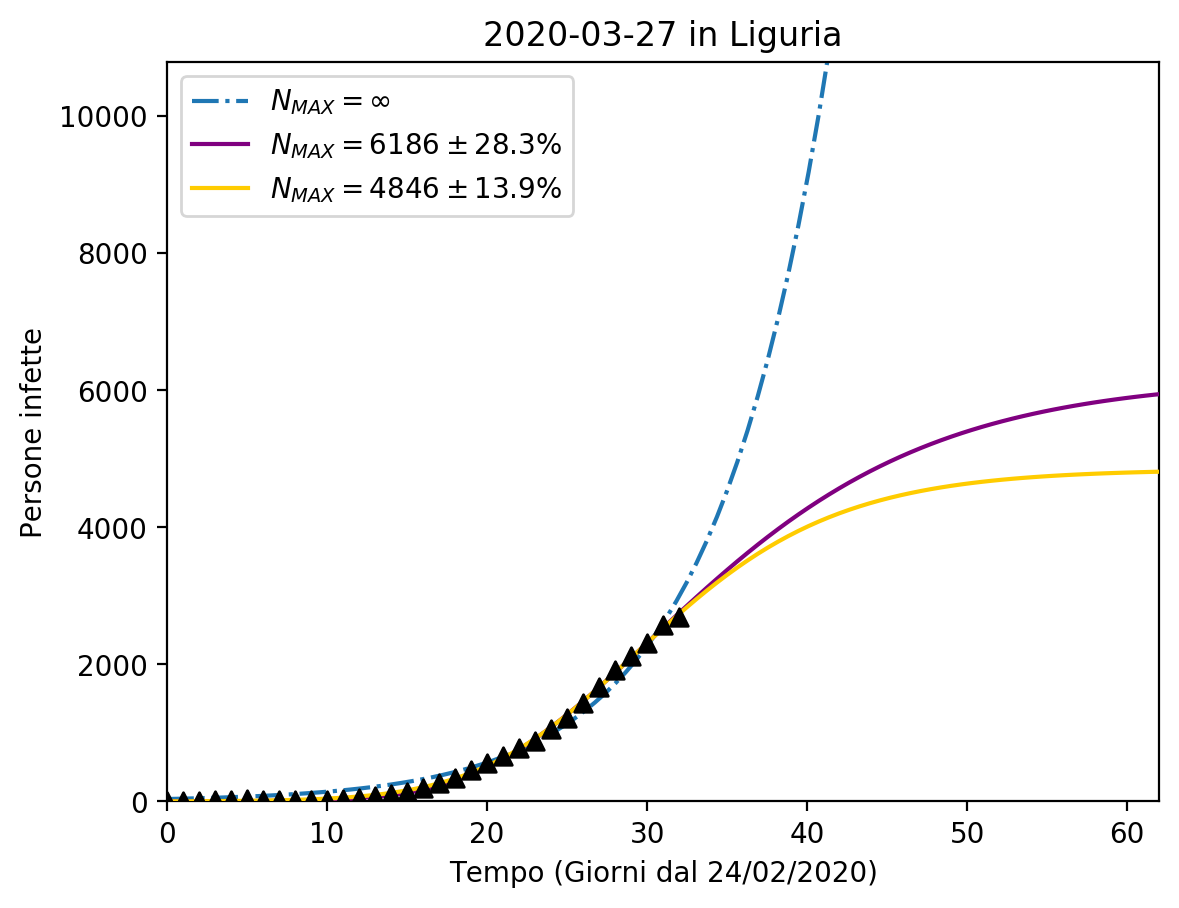 2020-03-27 in Liguria
N_MAX = ∞
N_MAX = 6186 ± 28.3%
N_MAX = 4846 ± 13.9%
10000
8000
6000
4000
2000
0
Persone infette
0 10 20 30 40 50 60
Tempo (Giorni dal 24/02/2020)